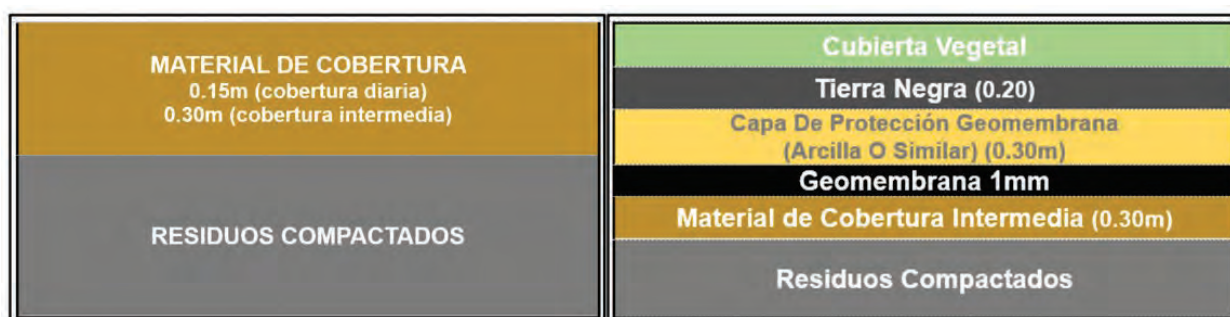 MATERIAL DE COBERTURA
0.15m (cobertura diaria)
0.30m (cobertura intermedia)
RESIDUOS COMPACTADOS
Cubierta Vegetal
Tierra Negra (0.20)
Capa De Protección Geomembrana
(Arcilla O Similar) (0.30m)
Geomembrana 1mm
Material de Cobertura Intermedia (0.30m)
Residuos Compactados